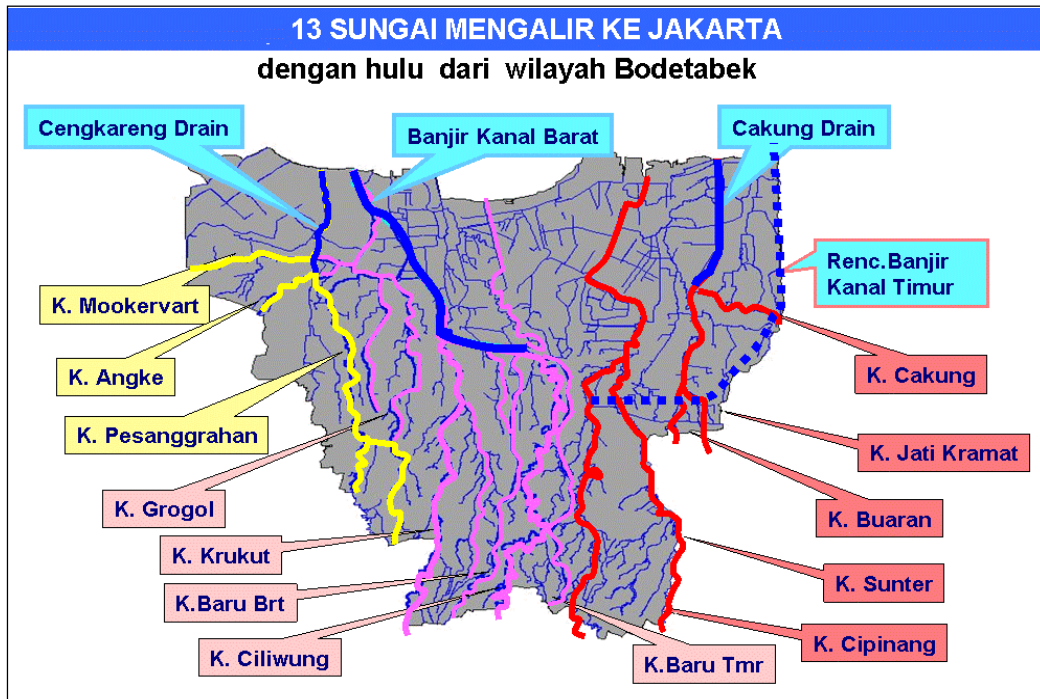 13 SUNGAI MENGALIR KE JAKARTA
dengan hulu dari wilayah Bodetabek
Cengkareng Drain
Banjir Kanal Barat
Cakung Drain
Renc.Banjir
Kanal Timur
K. Mookervart
K. Angke
K. Pesanggrahan
K. Grogol
K. Krukut
K.Baru Brt
K. Ciliwung
K.Baru Tmr
K. Cakung
K. Jati Kramat
K. Buaran
K. Sunter
K. Cipinang